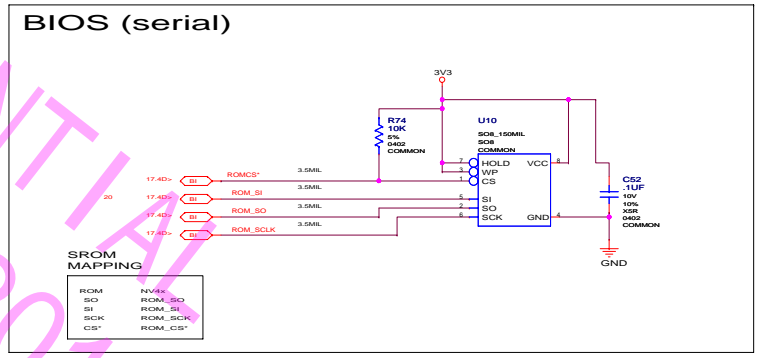 BIOS (serial)
3V3
R74
10K
5%
0402
COMMON
U10
SO8_150MIL
SO8
COMMON
7 HOLD VCC 8
3 WP
1 CS
5 SI
2 SO
6 SCK GND 4
C52
.1UF
10V
10%
X5R
0402
COMMON
GND
17.4D> BI ROMCS* 3.5MIL
20 17.4D> BI ROM_SI 3.5MIL
17.4D> BI ROM_SO 3.5MIL
17.4D> BI ROM_SCLK 3.5MIL
SROM
MAPPING
ROM NV4x
SO ROM_SO
SI ROM_SI
SCK ROM_SCK
CS* ROM_CS*
NTIAL